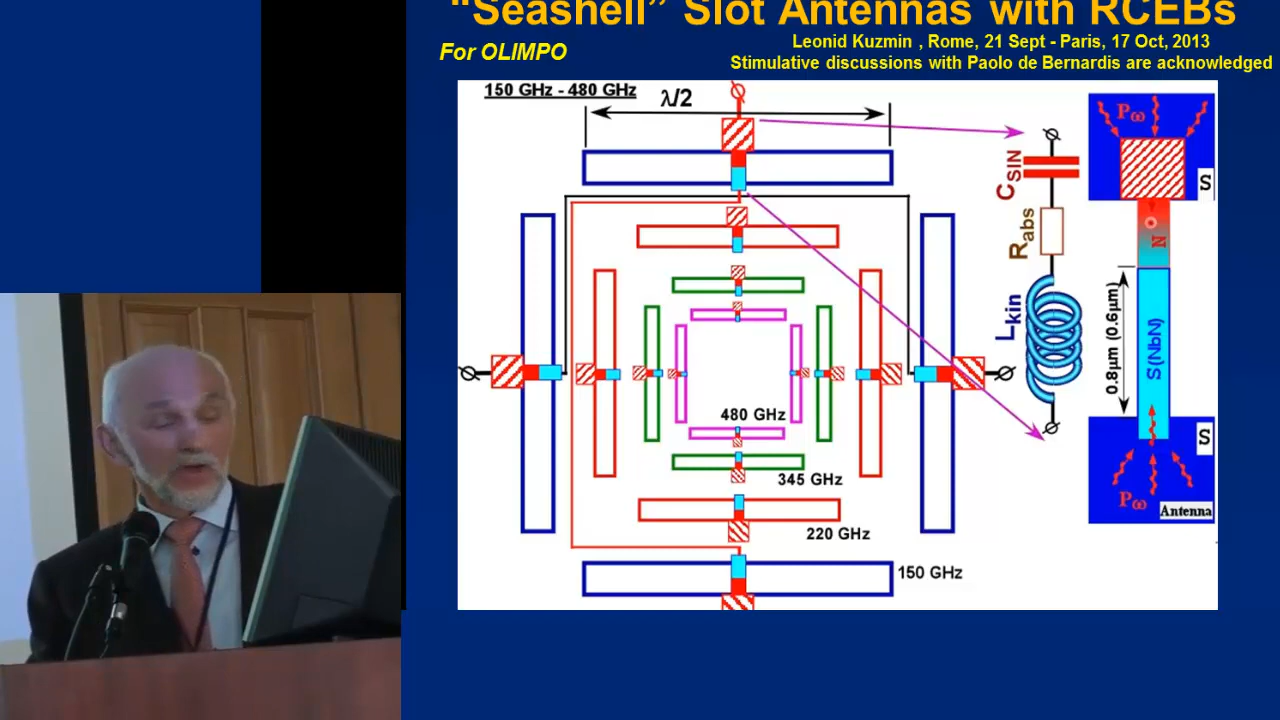 "Seashell" Slot Antennas with RCEBs
For OLIMPO
Leonid Kuzmin , Rome, 21 Sept - Paris, 17 Oct, 2013
Stimulative discussions with Paolo de Bernardis are acknowledged
150 GHz - 480 GHz
λ/2
480 GHz
345 GHz
220 GHz
150 GHz
CSIN
Rabs
Lkin
Pω
S
N
0.8μm (0.6μm)
S(NbN)
S
Pω
Antenna